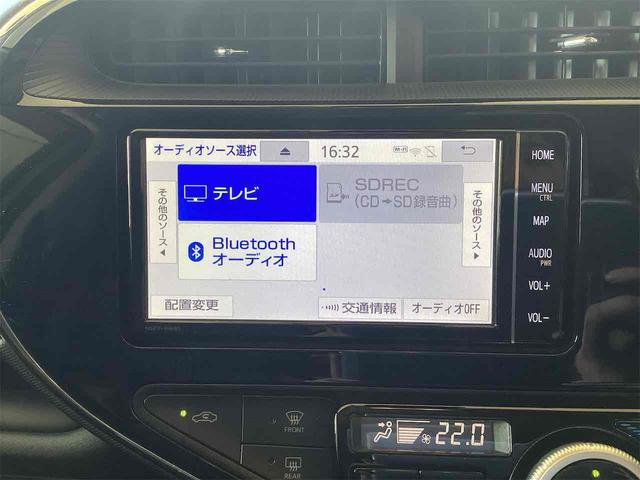 オーディオソース選択
16:32
Wi-Fi
その他のソース
テレビ
SDREC
(CD➔SD録音曲)
Bluetooth
オーディオ
その他のソース
配置変更
交通情報
オーディオOFF
HOME
MENU
CTRL
MAP
AUDIO
PWR
VOL+
VOL-
FRONT
REAR
22.0